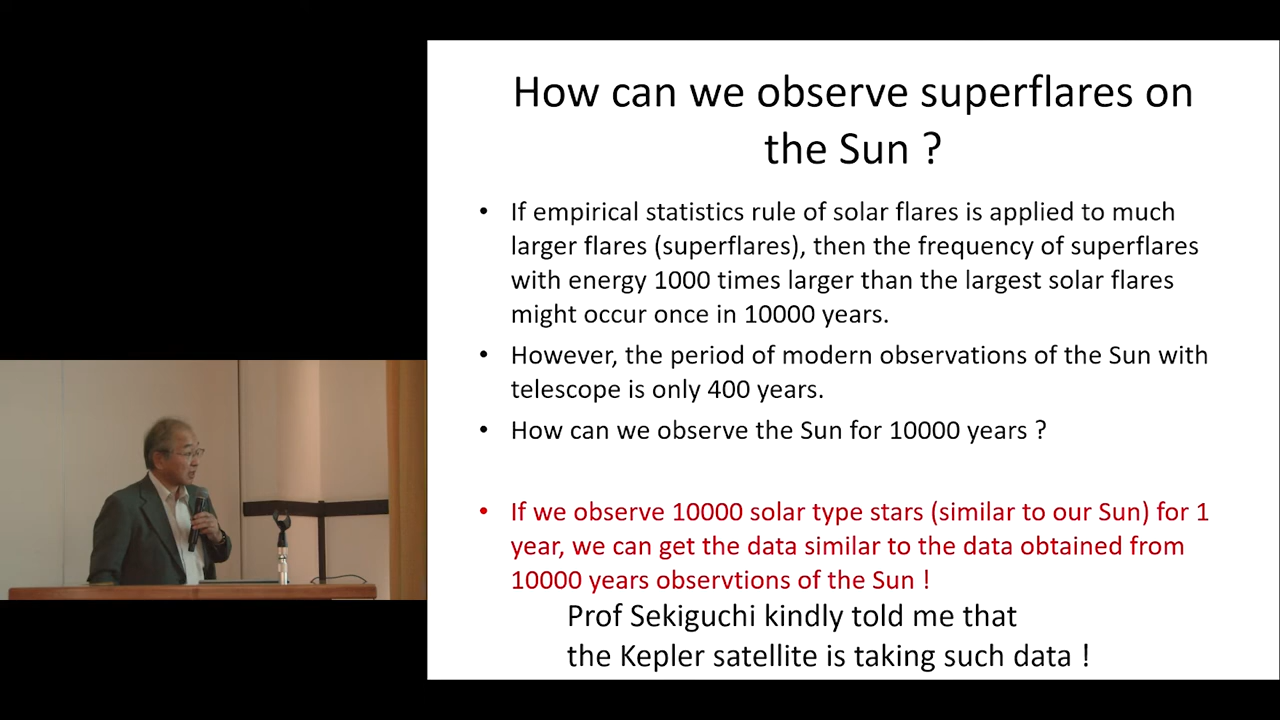 How can we observe superflares on
the Sun ?
• If empirical statistics rule of solar flares is applied to much
larger flares (superflares), then the frequency of superflares
with energy 1000 times larger than the largest solar flares
might occur once in 10000 years.
• However, the period of modern observations of the Sun with
telescope is only 400 years.
• How can we observe the Sun for 10000 years ?
• If we observe 10000 solar type stars (similar to our Sun) for 1
year, we can get the data similar to the data obtained from
10000 years observtions of the Sun !
Prof Sekiguchi kindly told me that
the Kepler satellite is taking such data !